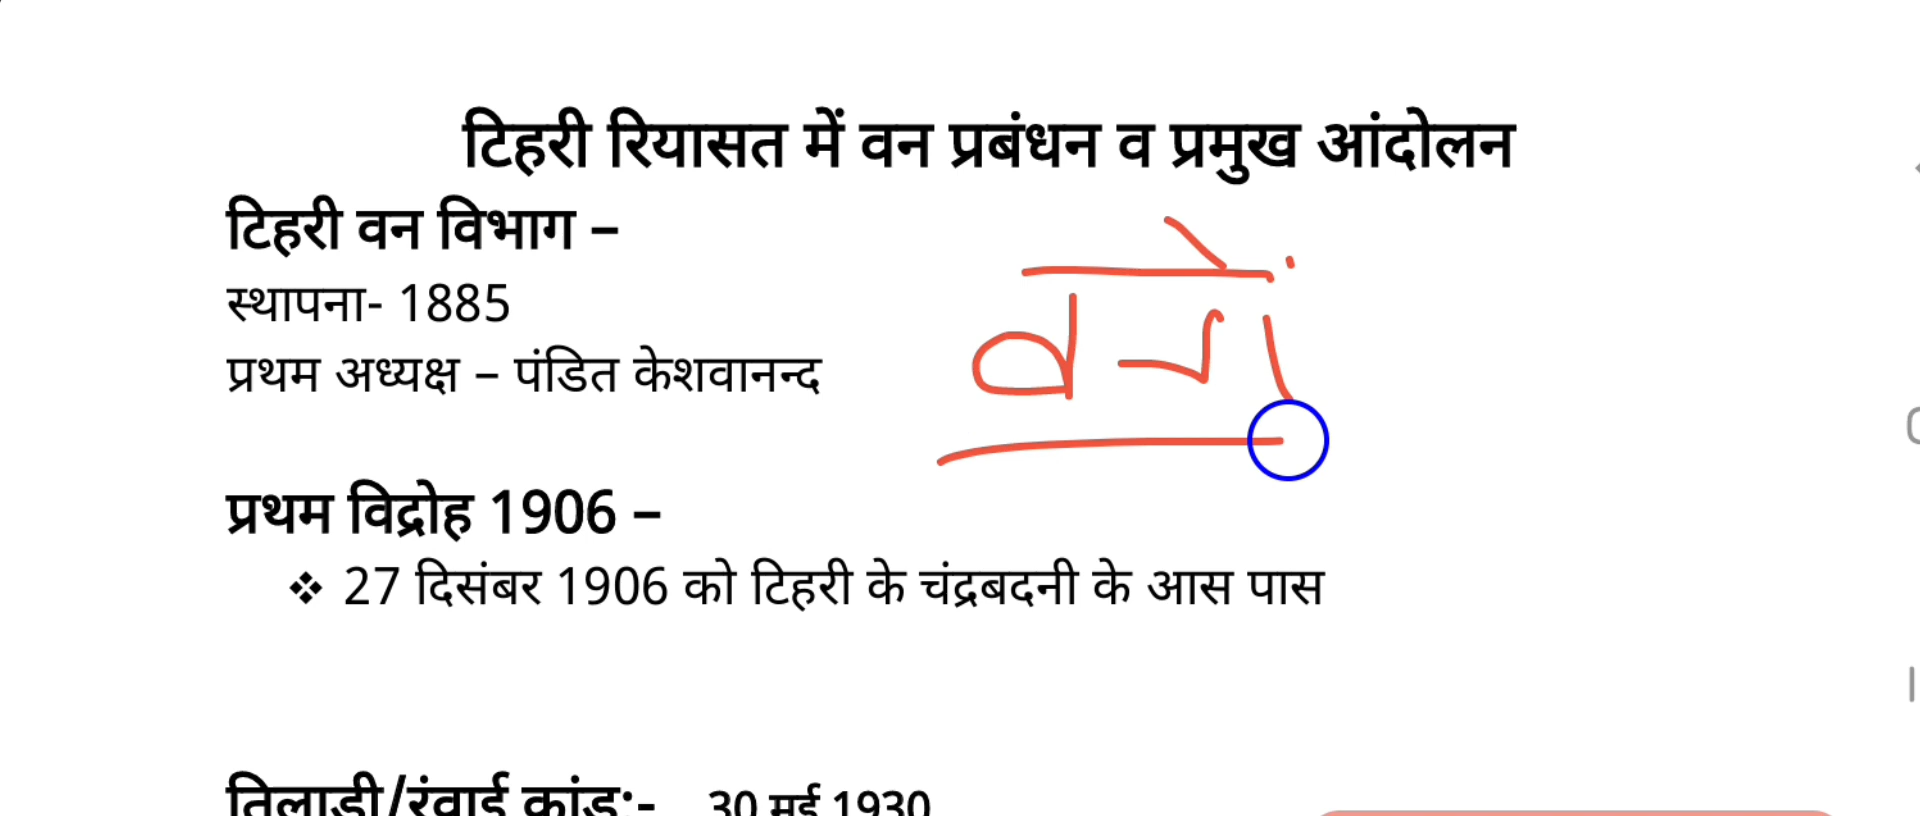 टिहरी रियासत में वन प्रबंधन व प्रमुख आंदोलन
टिहरी वन विभाग –
स्थापना- 1885
प्रथम अध्यक्ष – पंडित केशवानन्द
वनों
प्रथम विद्रोह 1906 –
❖ 27 दिसंबर 1906 को टिहरी के चंद्रबदनी के आस पास
तिलाड़ी/रंवाई कांड:- 30 मई 1930